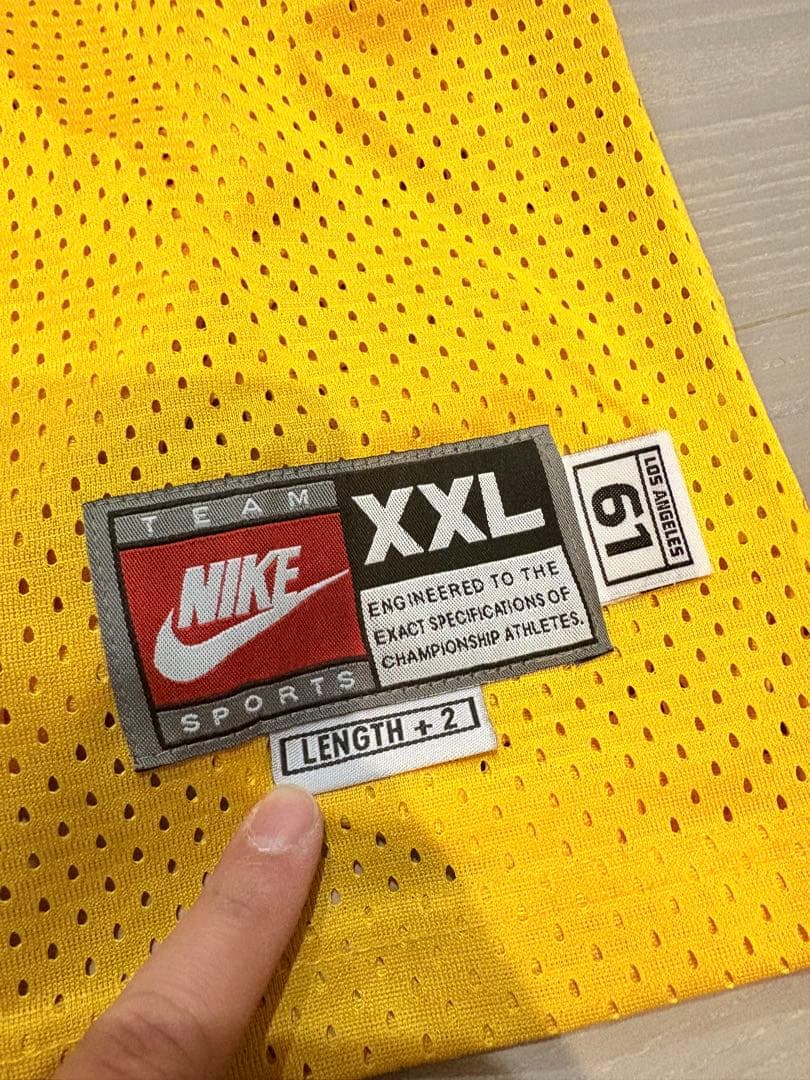 TEAM
NIKE
SPORTS
XXL
ENGINEERED TO THE
EXACT SPECIFICATIONS OF
CHAMPIONSHIP ATHLETES.
LENGTH + 2
LOS ANGELES
61